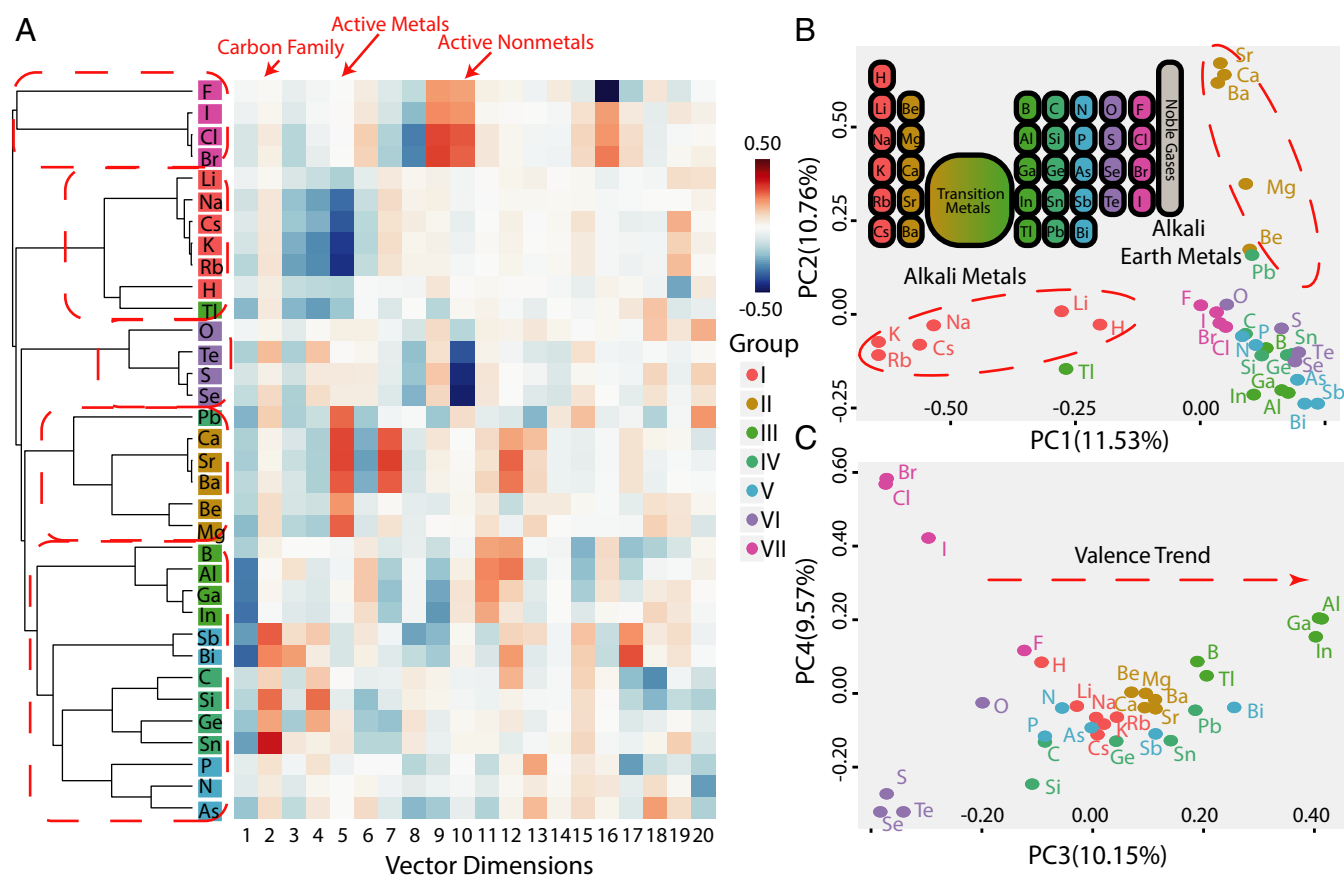 A
Carbon Family
Active Metals
Active Nonmetals
F
I
Cl
Br
Li
Na
Cs
K
Rb
H
Tl
O
Te
S
Se
Pb
Ca
Sr
Ba
Be
Mg
B
Al
Ga
In
Sb
Bi
C
Si
Ge
Sn
P
N
As
1 2 3 4 5 6 7 8 9 10 11 12 13 14 15 16 17 18 19 20
Vector Dimensions
0.50
-0.50
Group
I
II
III
IV
V
VI
VII
B
PC2(10.76%)
0.50
0.25
0.00
-0.25
H
Li Be B C N O F
Na Mg Al Si P S Cl
K Ca Ga Ge As Se Br
Rb Sr In Sn Sb Te I
Cs Ba Tl Pb Bi
Transition
Metals
Noble Gases
Sr
Ca
Ba
Mg
Be
Pb
Alkali
Earth Metals
Alkali Metals
K
Na
Li
H
Rb
Cs
Tl
F
O
I
Br
Cl
C
P
S
N
B
Sn
Si
Ge
Te
Se
Ga
As
In
Al
Sb
Bi
-0.50 -0.25 0.00
PC1(11.53%)
C
PC4(9.57%)
0.60
0.40
0.20
0.00
-0.20
Br
Cl
I
Valence Trend
Al
Ga
In
F
H
B
Tl
O
N
Li
Na
Be
Mg
Ba
Ca
Sr
Rb
K
Cs
P
C
As
Ge
Sb
Sn
Pb
Bi
Si
S
Se
Te
-0.20 0.00 0.20 0.40
PC3(10.15%)